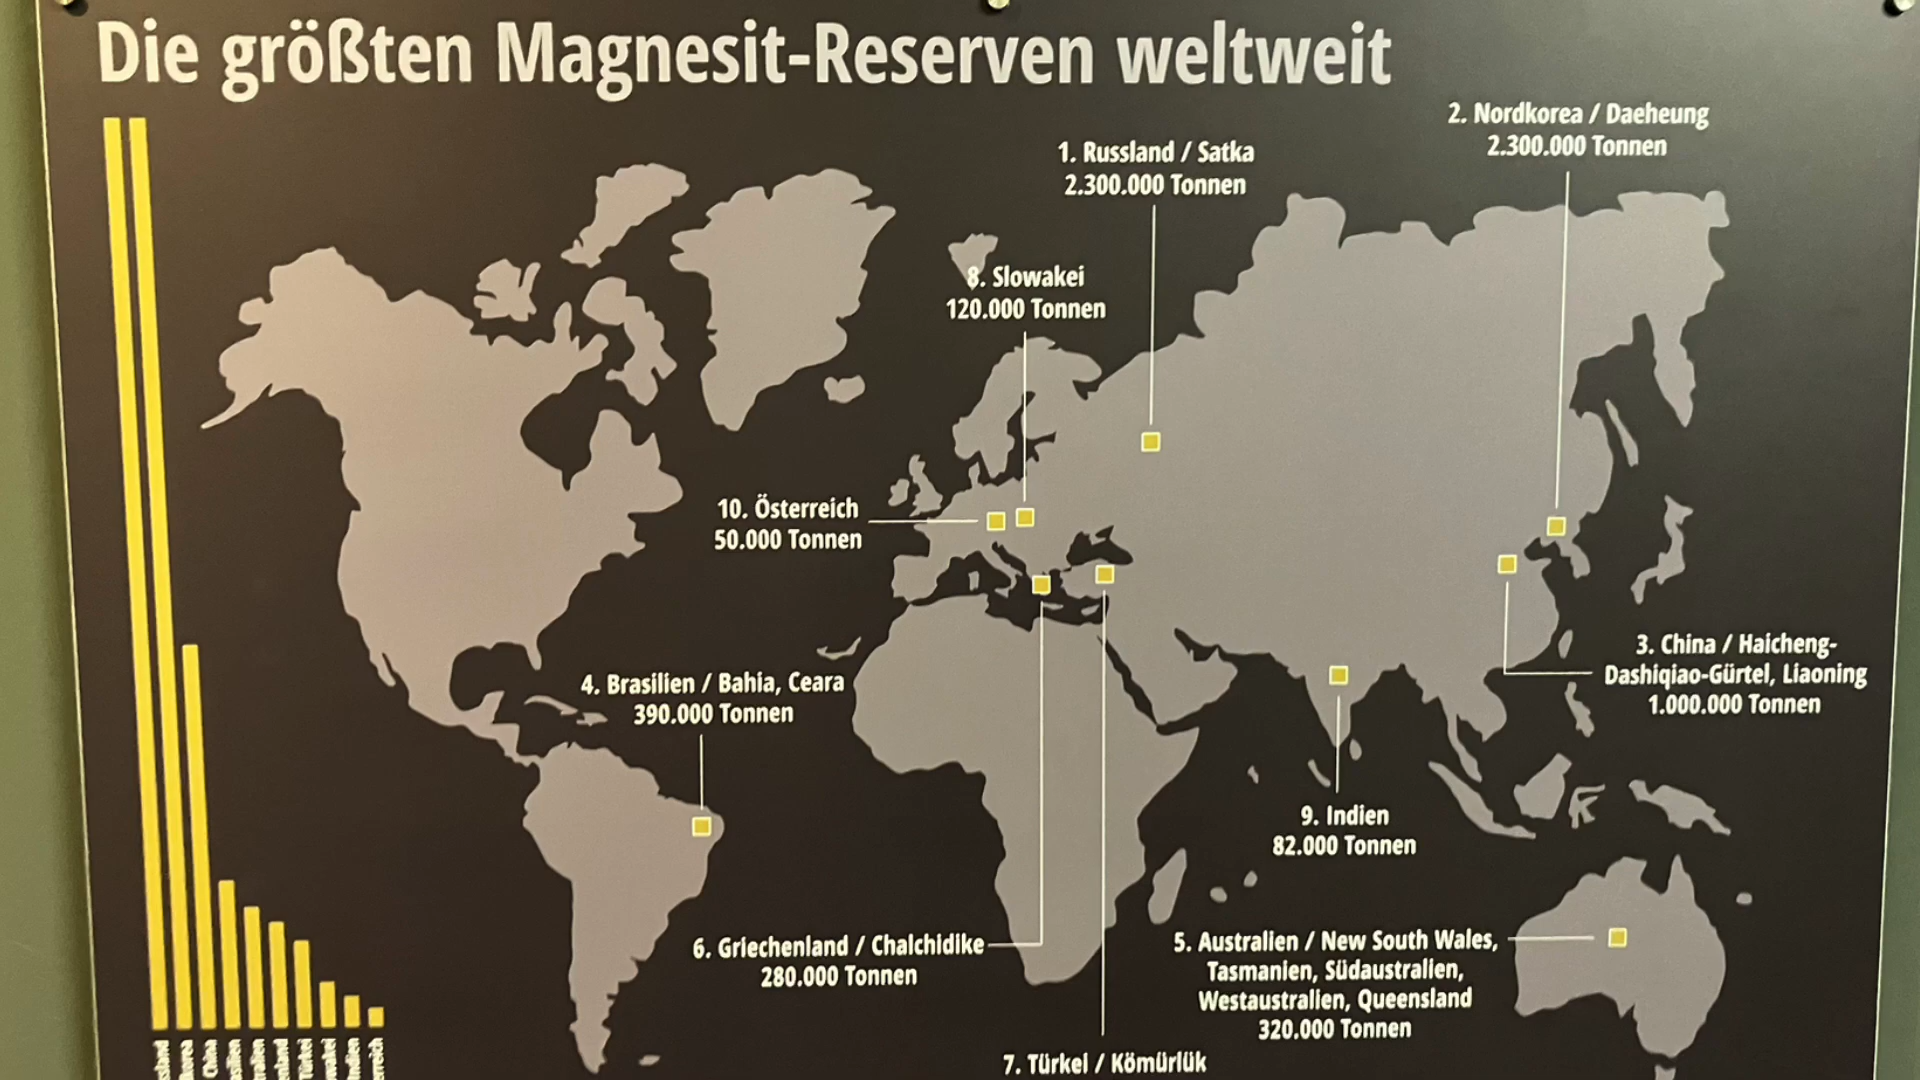 Die größten Magnesit-Reserven weltweit
1. Russland / Satka
2.300.000 Tonnen
2. Nordkorea / Daeheung
2.300.000 Tonnen
8. Slowakei
120.000 Tonnen
10. Österreich
50.000 Tonnen
3. China / Haicheng-
Dashiqiao-Gürtel, Liaoning
1.000.000 Tonnen
4. Brasilien / Bahia, Ceara
390.000 Tonnen
9. Indien
82.000 Tonnen
6. Griechenland / Chalchidike
280.000 Tonnen
5. Australien / New South Wales,
Tasmanien, Südaustralien,
Westaustralien, Queensland
320.000 Tonnen
7. Türkei / Kömürlük
China
Türkei
Indien